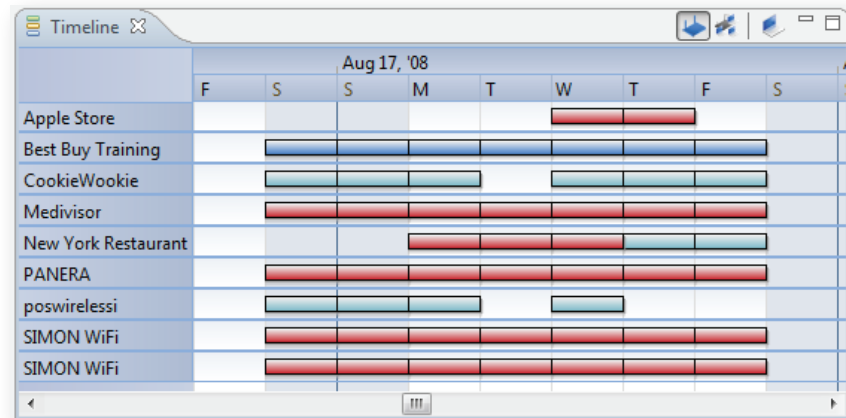 Timeline
Aug 17, '08
F S S M T W T F S
Apple Store
Best Buy Training
CookieWookie
Medivisor
New York Restaurant
PANERA
poswirelessi
SIMON WiFi
SIMON WiFi